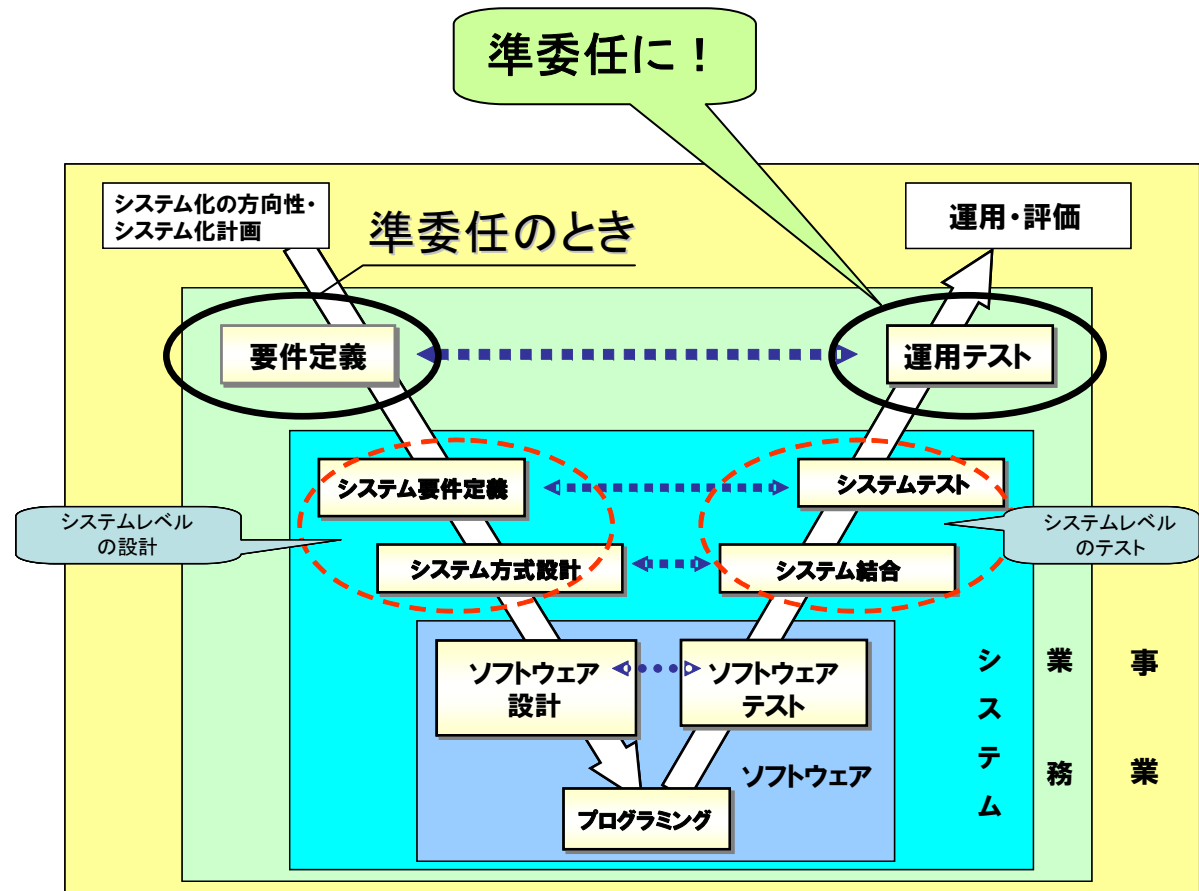 準委任に！
システム化の方向性・
システム化計画
準委任のとき
運用・評価
要件定義
運用テスト
システム要件定義
システムテスト
システムレベル
の設計
システムレベル
のテスト
システム方式設計
システム結合
ソフトウェア
設計
ソフトウェア
テスト
プログラミング
ソフトウェア
システム
業務
事業